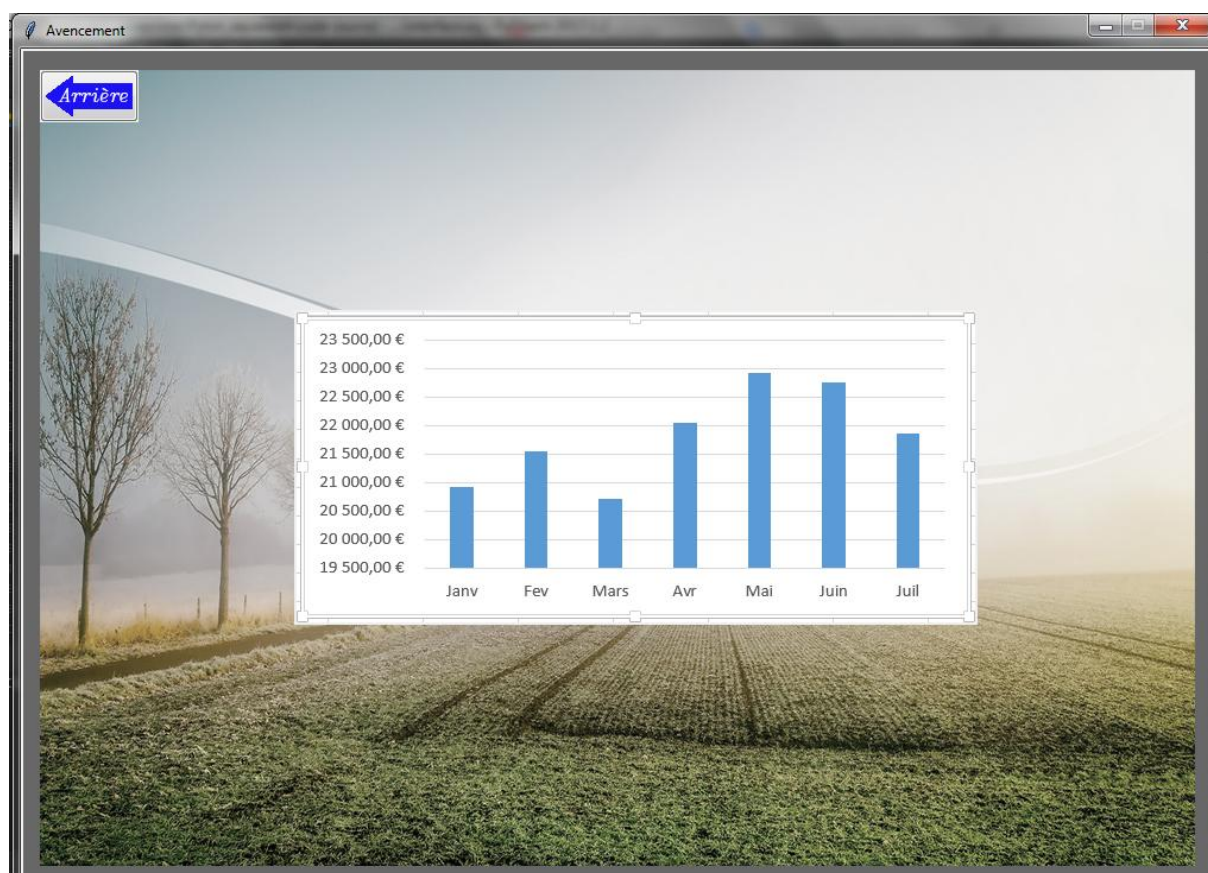 Avencement
Arrière
23 500,00 €
23 000,00 €
22 500,00 €
22 000,00 €
21 500,00 €
21 000,00 €
20 500,00 €
20 000,00 €
19 500,00 €
Janv Fev Mars Avr Mai Juin Juil